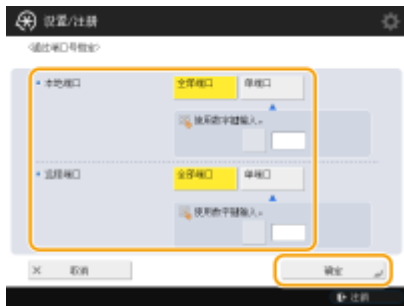 设置/注册
<通过端口号指定>
本地端口
全部端口
单端口
使用数字键输入。
远程端口
全部端口
单端口
使用数字键输入。
× 取消
确定
注销